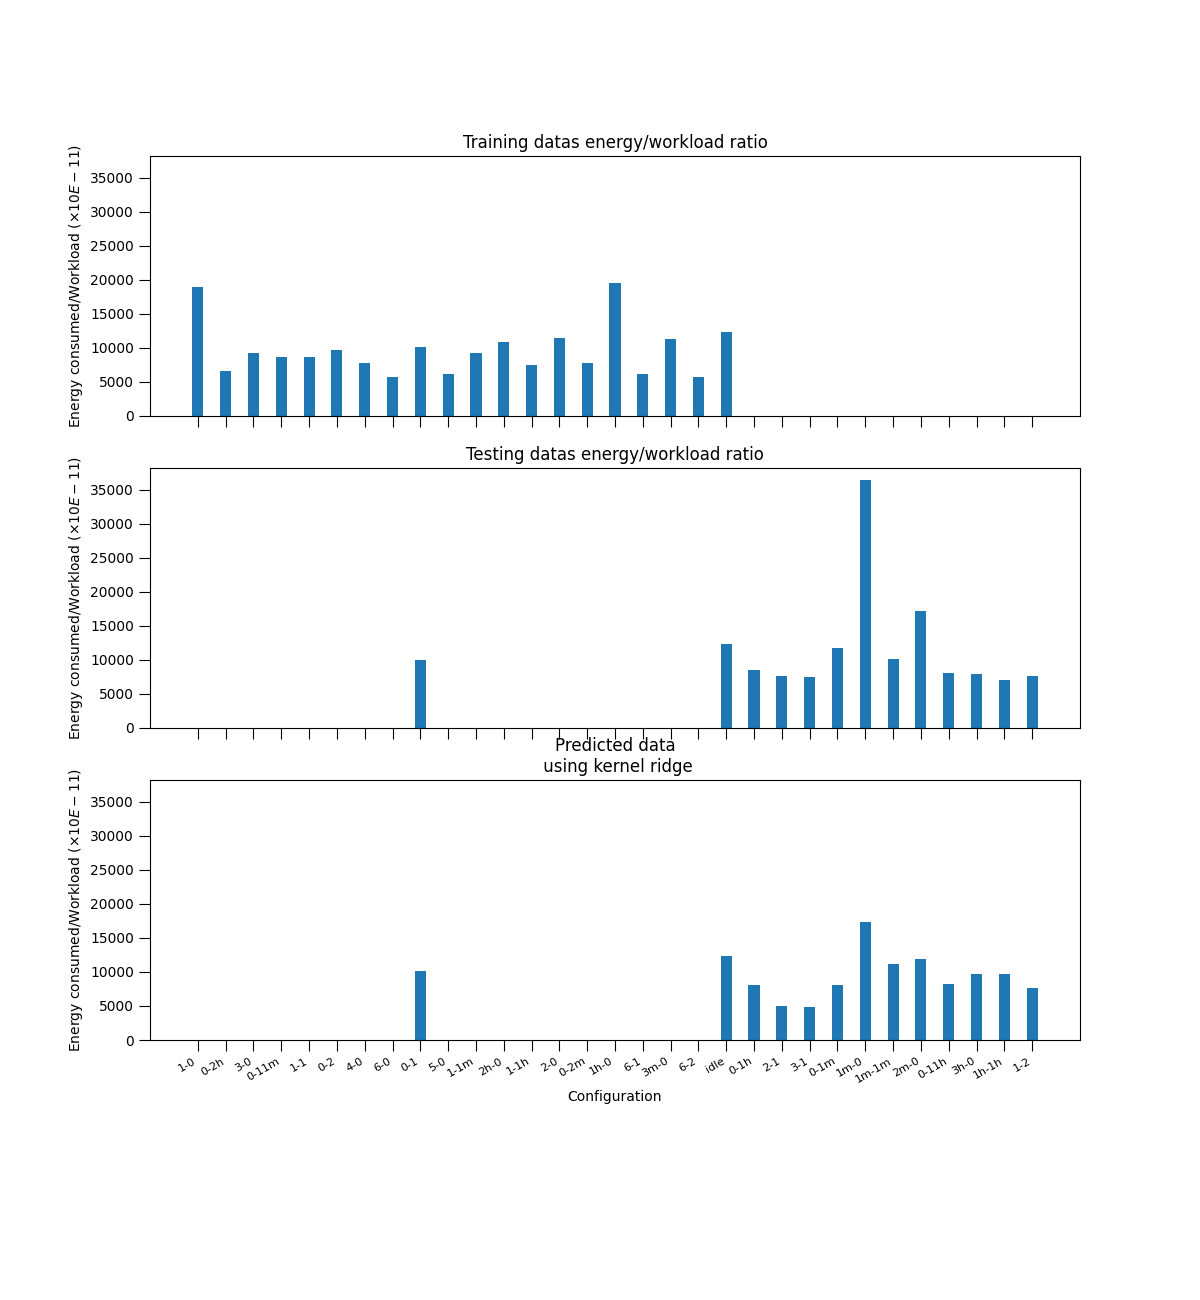 Training datas energy/workload ratio
Energy consumed/Workload (×10E − 11)
35000
30000
25000
20000
15000
10000
5000
0
Testing datas energy/workload ratio
Energy consumed/Workload (×10E − 11)
35000
30000
25000
20000
15000
10000
5000
0
Predicted data
using kernel ridge
Energy consumed/Workload (×10E − 11)
35000
30000
25000
20000
15000
10000
5000
0
1-0 0-2h 3-0 0-11m 1-1 0-2 4-0 6-0 0-1 5-0 1-1m 2h-0 1-1h 2-0 0-2m 1h-0 6-1 3m-0 6-2 idle 0-1h 2-1 3-1 0-1m 1m-0 1m-1m 2m-0 0-11h 3h-0 1h-1h 1-2
Configuration